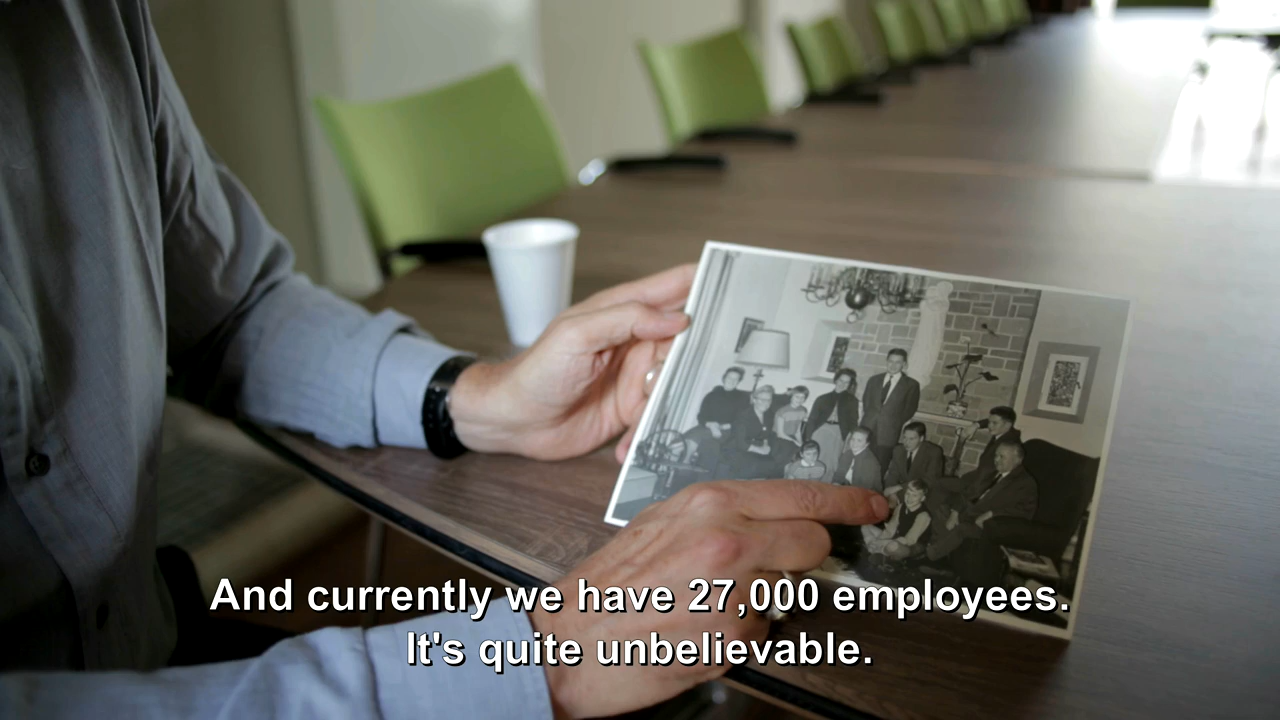 And currently we have 27,000 employees.
It's quite unbelievable.